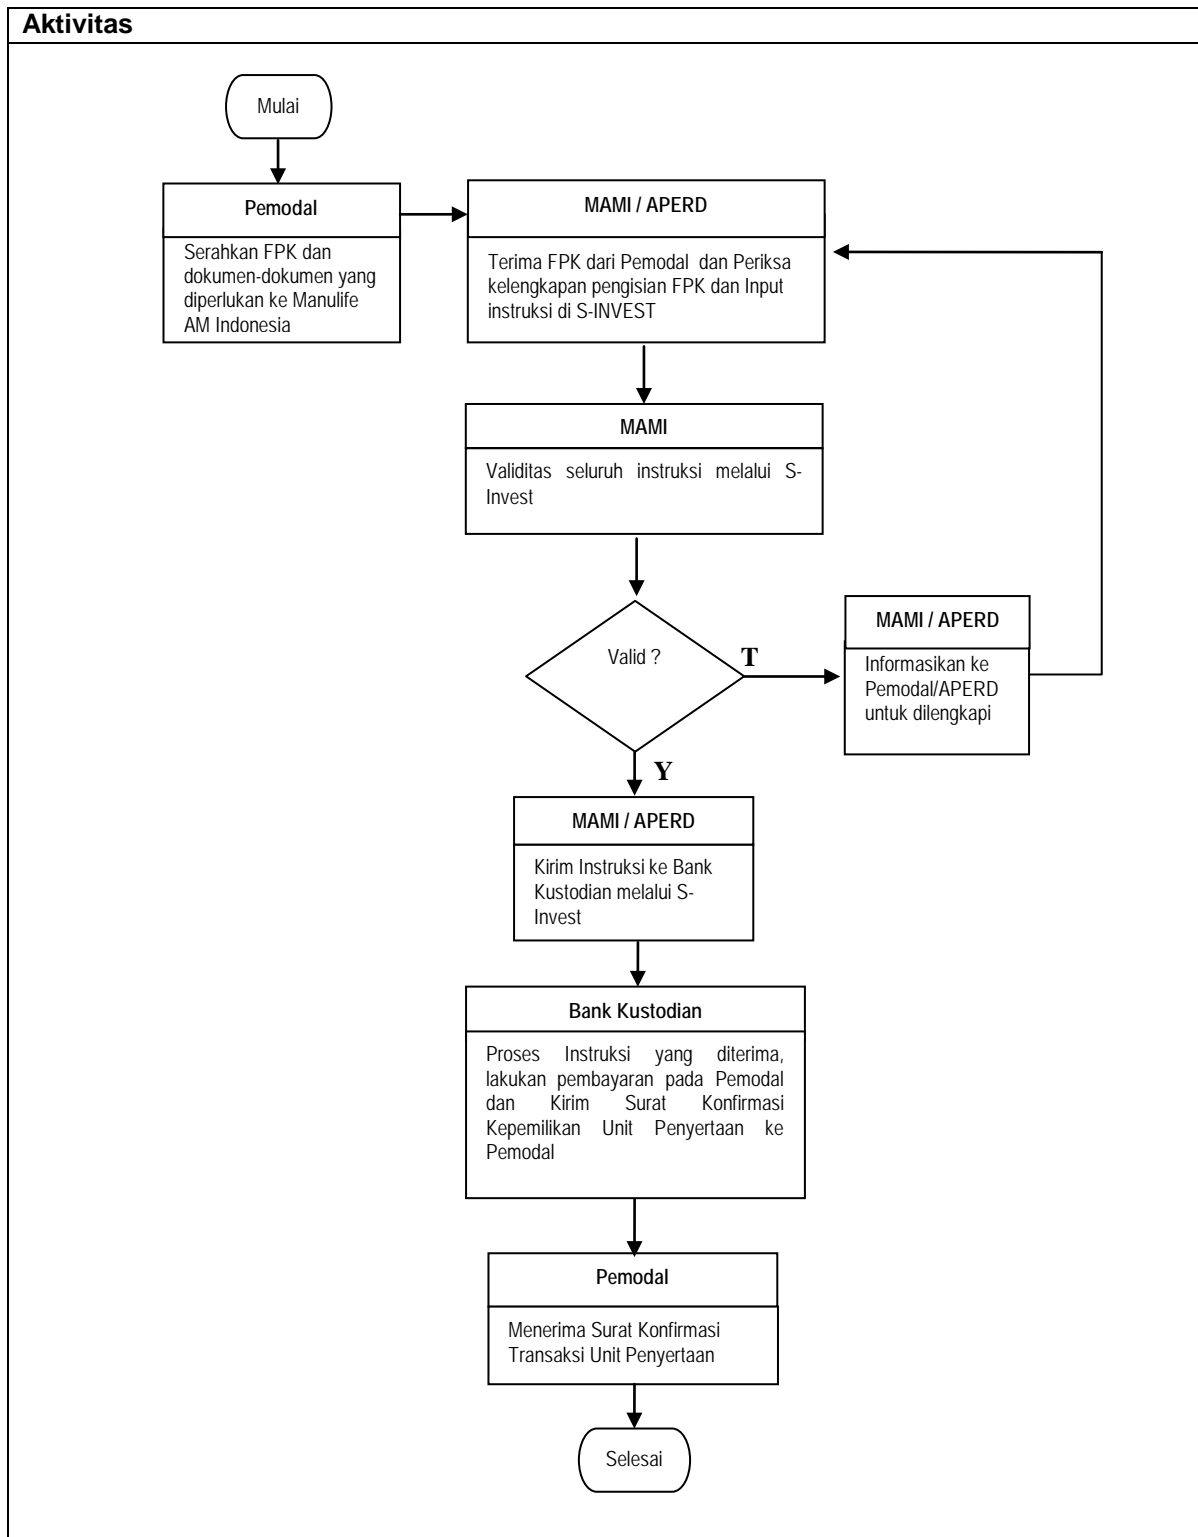 Aktivitas
Mulai
Pemodal
Serahkan FPK dan
dokumen-dokumen yang
diperlukan ke Manulife
AM Indonesia
MAMI / APERD
Terima FPK dari Pemodal dan Periksa
kelengkapan pengisian FPK dan Input
instruksi di S-INVEST
MAMI
Validitas seluruh instruksi melalui S-
Invest
Valid ?
T
MAMI / APERD
Informasikan ke
Pemodal/APERD
untuk dilengkapi
Y
MAMI / APERD
Kirim Instruksi ke Bank
Kustodian melalui S-
Invest
Bank Kustodian
Proses Instruksi yang diterima,
lakukan pembayaran pada Pemodal
dan Kirim Surat Konfirmasi
Kepemilikan Unit Penyertaan ke
Pemodal
Pemodal
Menerima Surat Konfirmasi
Transaksi Unit Penyertaan
Selesai